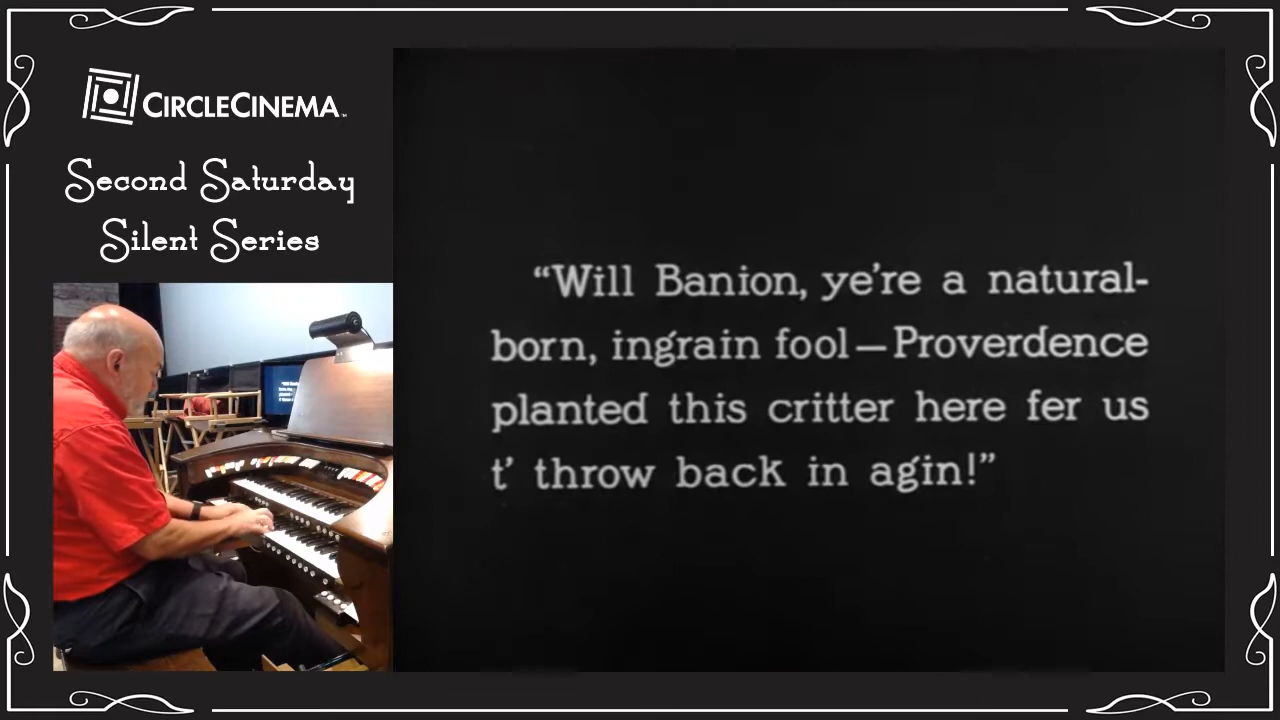 CIRCLECINEMA
Second Saturday
Silent Series
“Will Banion, ye’re a natural-
born, ingrain fool—Proverdence
planted this critter here fer us
t’ throw back in agin!”